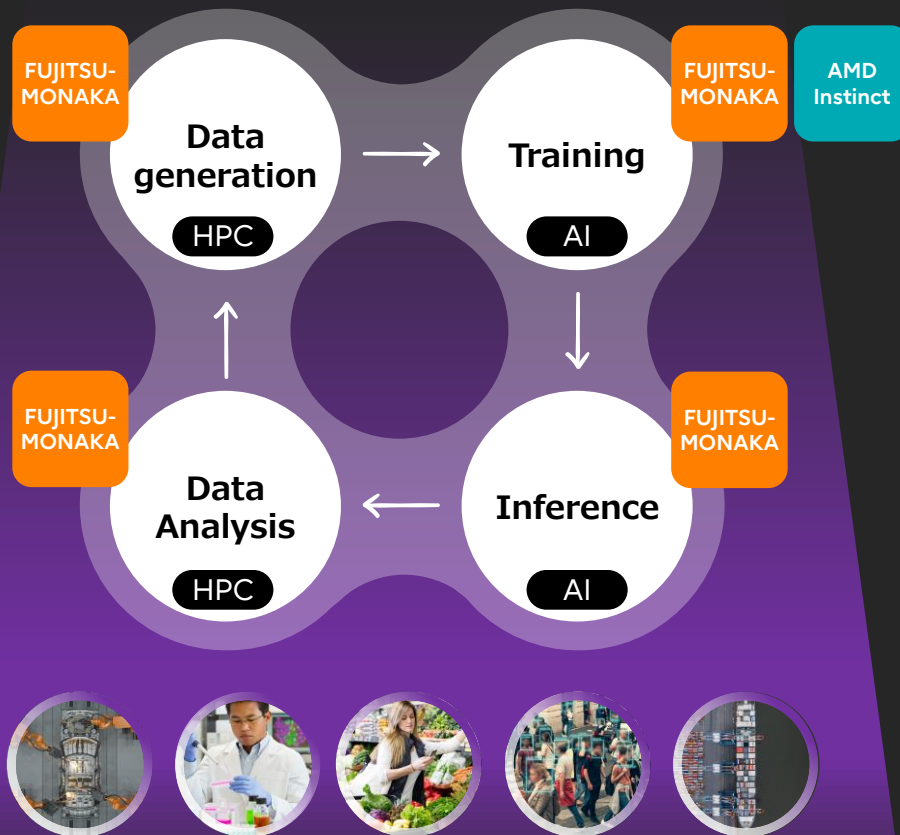 FUJITSU-
MONAKA
Data
generation
HPC
FUJITSU-
MONAKA
AMD
Instinct
Training
AI
FUJITSU-
MONAKA
Data
Analysis
HPC
FUJITSU-
MONAKA
Inference
AI